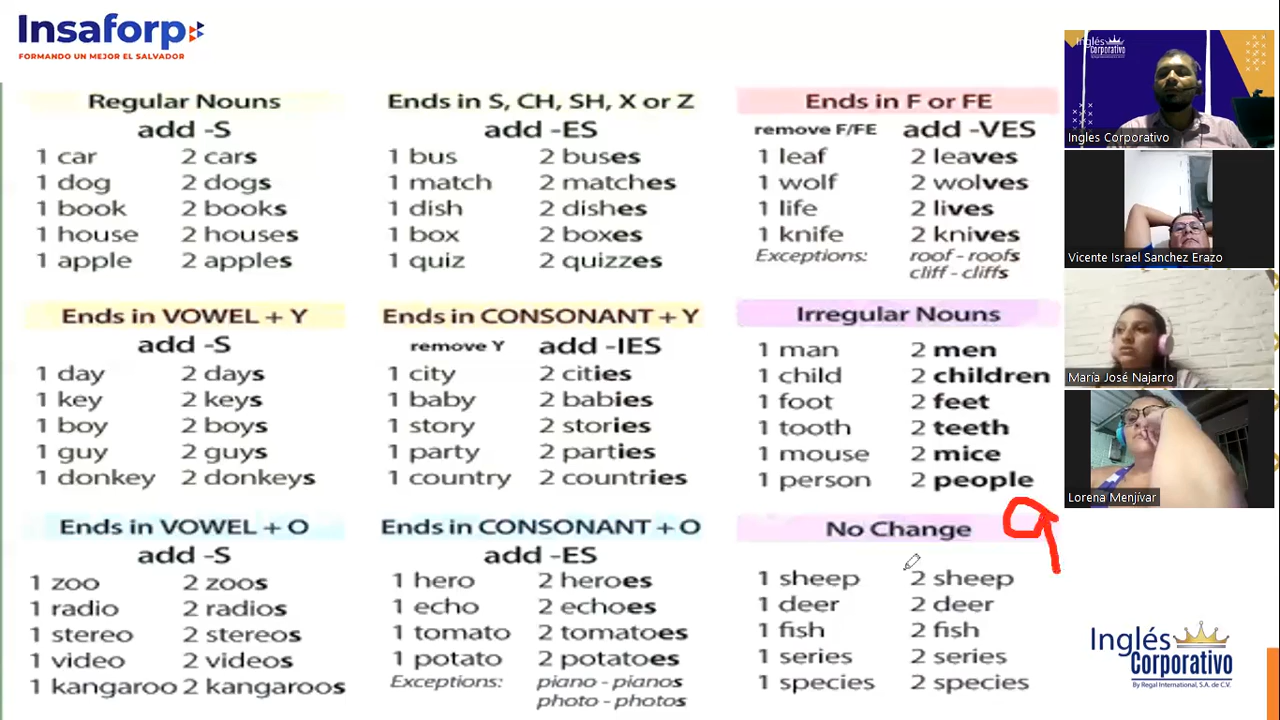 Insaforp
FORMANDO UN MEJOR EL SALVADOR
Regular Nouns
add -S
1 car 2 cars
1 dog 2 dogs
1 book 2 books
1 house 2 houses
1 apple 2 apples
Ends in S, CH, SH, X or Z
add -ES
1 bus 2 buses
1 match 2 matches
1 dish 2 dishes
1 box 2 boxes
1 quiz 2 quizzes
Ends in F or FE
remove F/FE add -VES
1 leaf 2 leaves
1 wolf 2 wolves
1 life 2 lives
1 knife 2 knives
Exceptions: roof - roofs
cliff - cliffs
Ends in VOWEL + Y
add -S
1 day 2 days
1 key 2 keys
1 boy 2 boys
1 guy 2 guys
1 donkey 2 donkeys
Ends in CONSONANT + Y
remove Y add -IES
1 city 2 cities
1 baby 2 babies
1 story 2 stories
1 party 2 parties
1 country 2 countries
Irregular Nouns
1 man 2 men
1 child 2 children
1 foot 2 feet
1 tooth 2 teeth
1 mouse 2 mice
1 person 2 people
Ends in VOWEL + O
add -S
1 zoo 2 zoos
1 radio 2 radios
1 stereo 2 stereos
1 video 2 videos
1 kangaroo 2 kangaroos
Ends in CONSONANT + O
add -ES
1 hero 2 heroes
1 echo 2 echoes
1 tomato 2 tomatoes
1 potato 2 potatoes
Exceptions: piano - pianos
photo - photos
No Change
9
1 sheep 2 sheep
1 deer 2 deer
1 fish 2 fish
1 series 2 series
1 species 2 species
Inglés
CORPORATIVO
Ingles Corporativo
Vicente Israel Sanchez Erazo
María José Najarro
Lorena Menjívar
Inglés
Corporativo
By Regal International, S.A. de C.V.